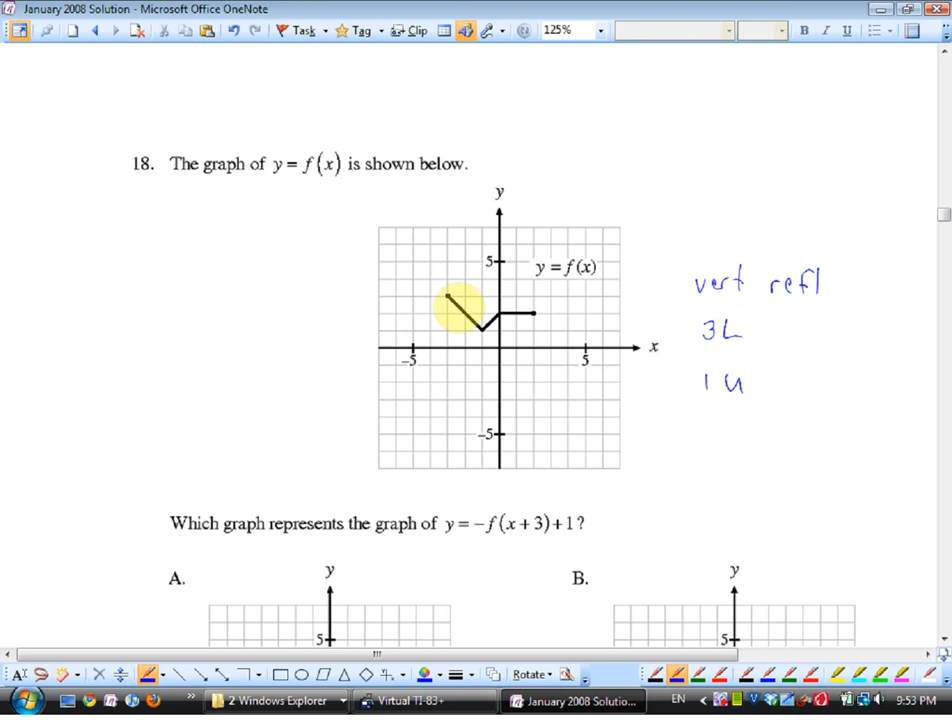 January 2008 Solution - Microsoft OneNote
Task Tag Clip 125% B I U
18. The graph of y = f(x) is shown below.
y
5
y = f(x)
x
-5
5
-5
vert refl
3L
1u
Which graph represents the graph of y = -f(x+3)+1?
A.
y
5
B.
y
5
Rotate
2 Windows Explorer
Virtual TI-83+
January 2008 Solutio...
EN
9:53 PM